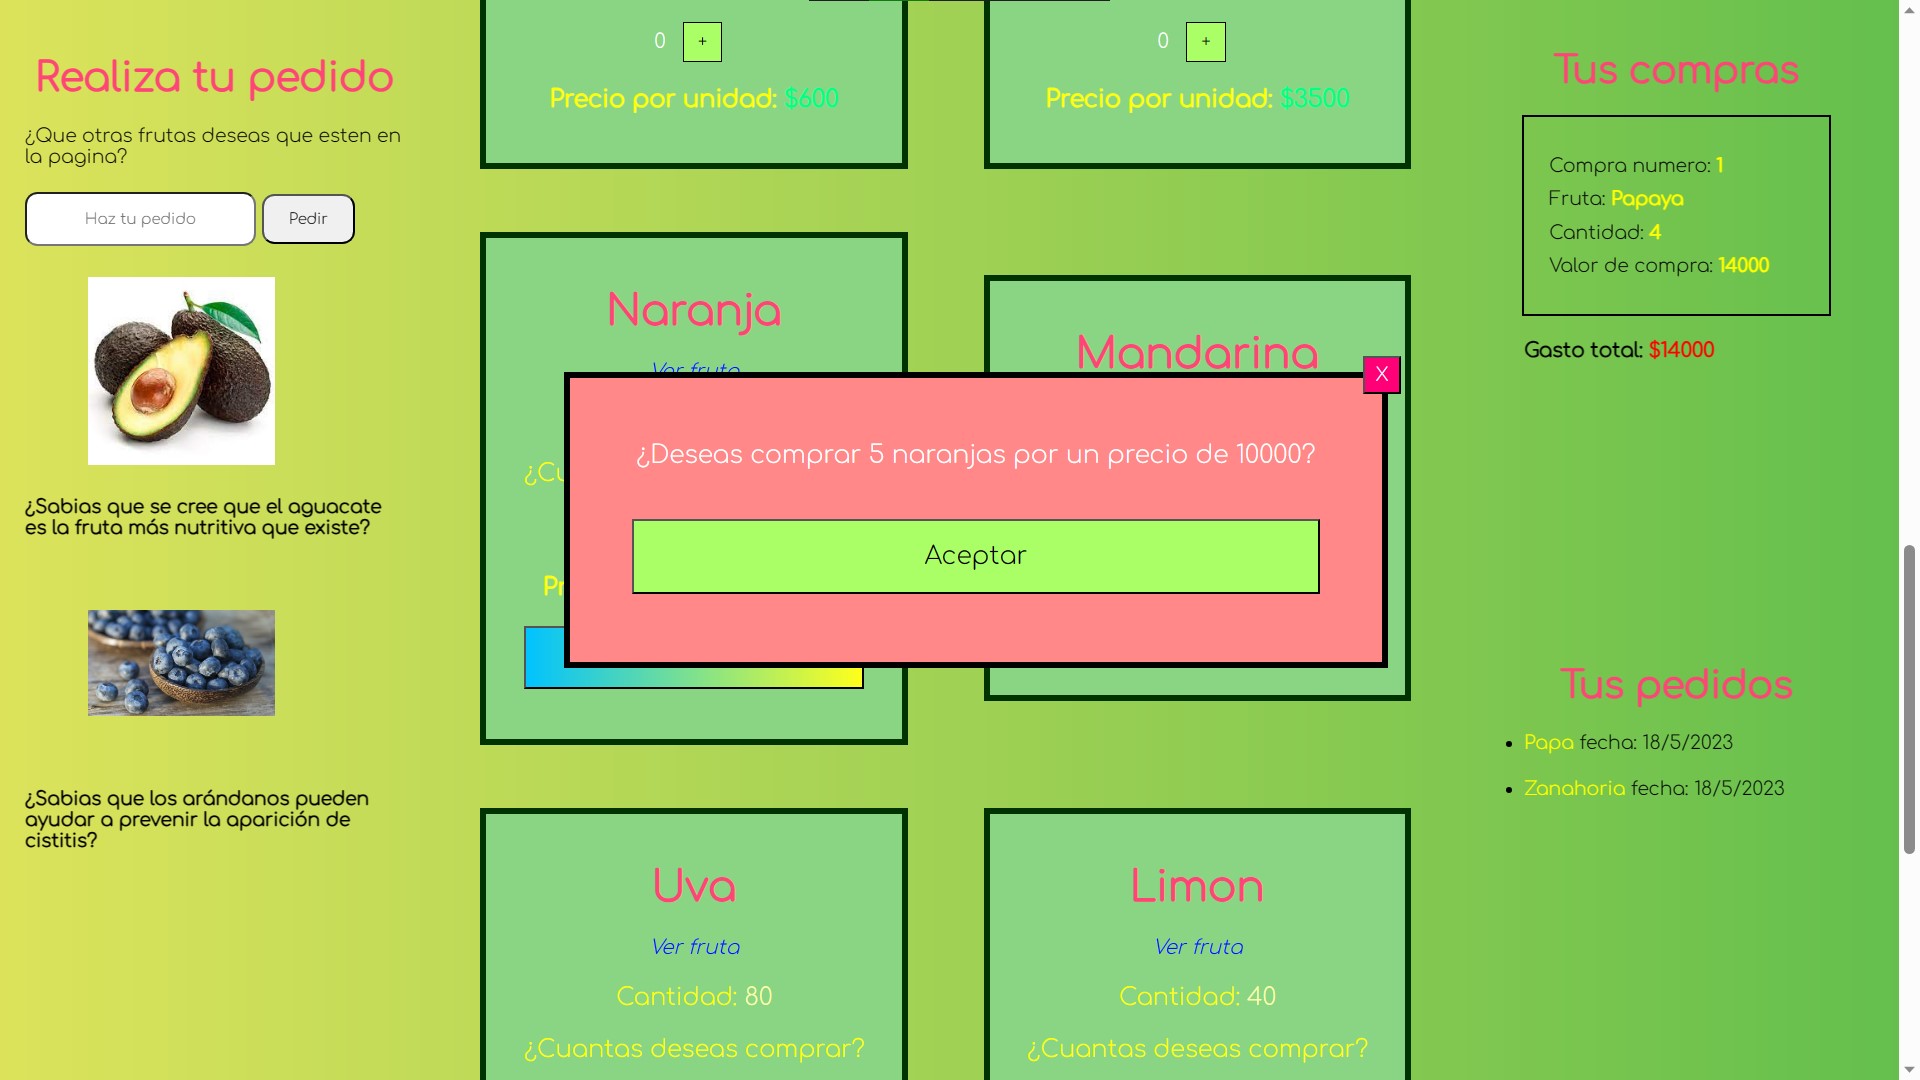 Realiza tu pedido
¿Que otras frutas deseas que esten en
la pagina?
Haz tu pedido
Pedir
¿Sabias que se cree que el aguacate
es la fruta más nutritiva que existe?
¿Sabias que los arándanos pueden
ayudar a prevenir la aparición de
cistitis?
0 +
Precio por unidad: $600
0 +
Precio por unidad: $3500
Naranja
Ver fruta
¿Cu
Pr
Mandarina
X
¿Deseas comprar 5 naranjas por un precio de 10000?
Aceptar
Uva
Ver fruta
Cantidad: 80
¿Cuantas deseas comprar?
Limon
Ver fruta
Cantidad: 40
¿Cuantas deseas comprar?
Tus compras
Compra numero: 1
Fruta: Papaya
Cantidad: 4
Valor de compra: 14000
Gasto total: $14000
Tus pedidos
Papa fecha: 18/5/2023
Zanahoria fecha: 18/5/2023